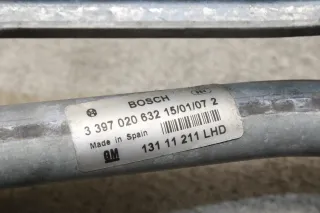 BOSCH
3 397 020 632 15/01/07 2
Made in Spain
GM 131 11 211 LHD